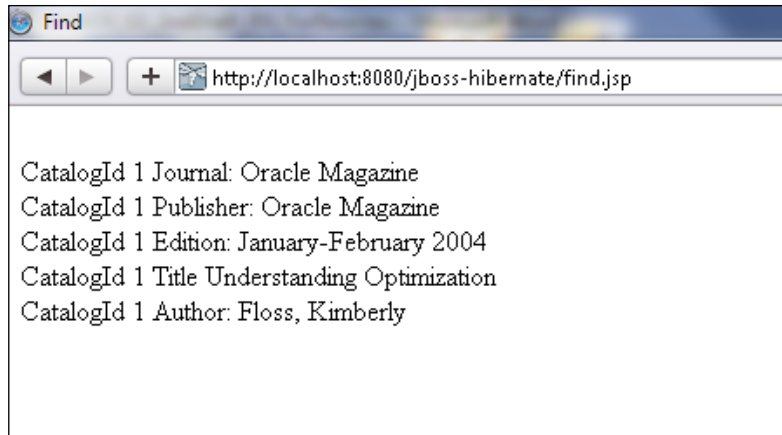 Find
http://localhost:8080/jboss-hibernate/find.jsp
CatalogId 1 Journal: Oracle Magazine
CatalogId 1 Publisher: Oracle Magazine
CatalogId 1 Edition: January-February 2004
CatalogId 1 Title Understanding Optimization
CatalogId 1 Author: Floss, Kimberly